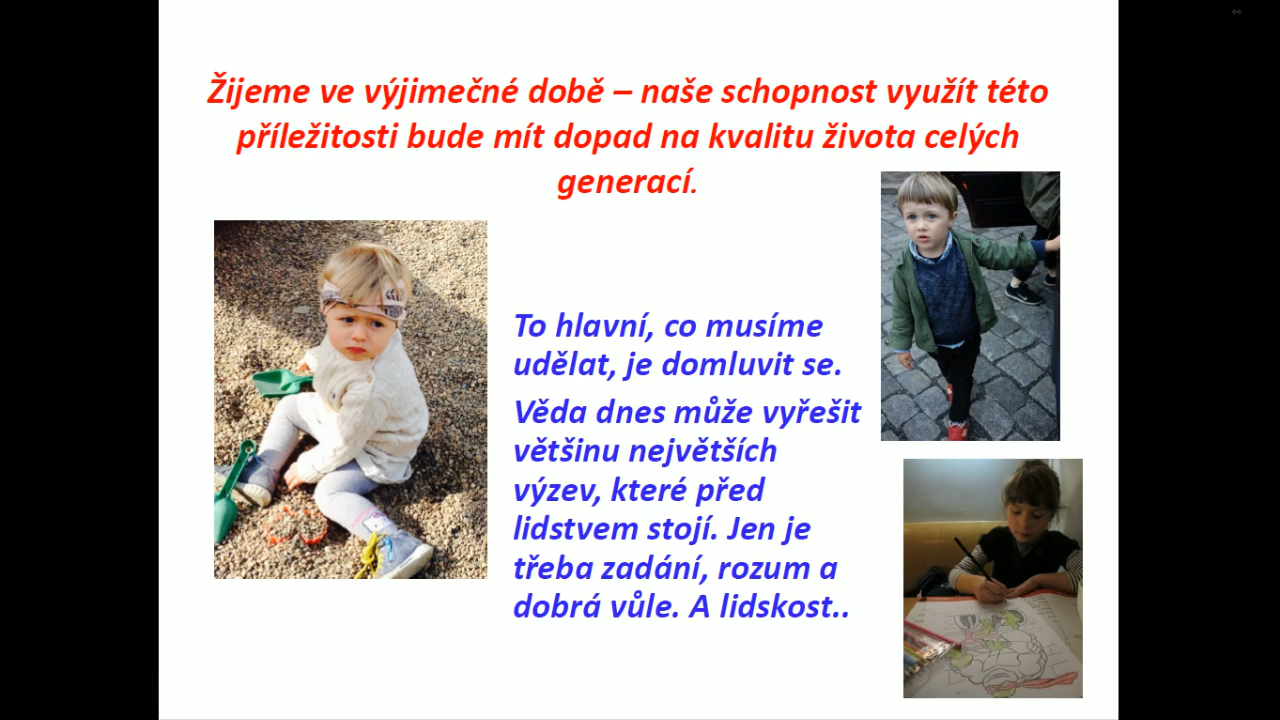 Žijeme ve výjimečné době – naše schopnost využít této
příležitosti bude mít dopad na kvalitu života celých
generací.
To hlavní, co musíme
udělat, je domluvit se.
Věda dnes může vyřešit
většinu největších
výzev, které před
lidstvem stojí. Jen je
třeba zadání, rozum a
dobrá vůle. A lidskost..